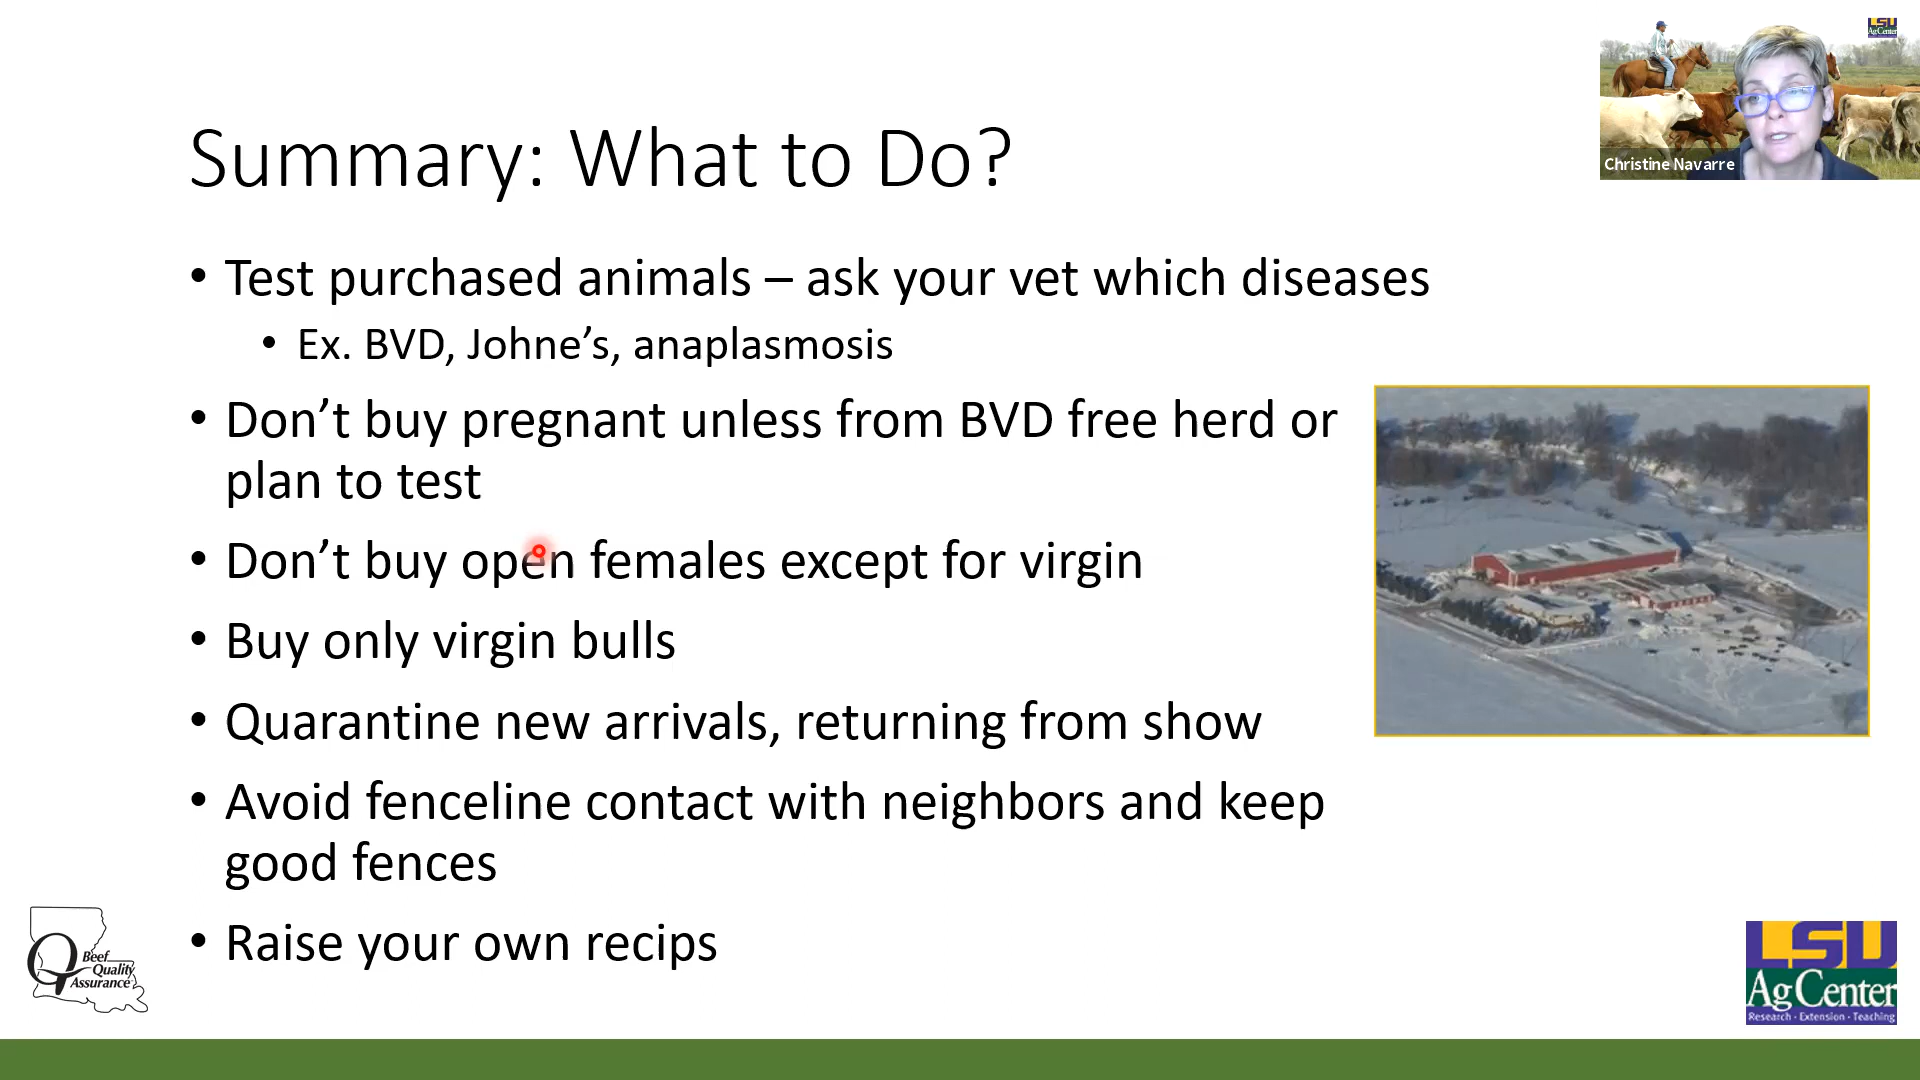 LSU
AgCenter
Christine Navarre
Summary: What to Do?
• Test purchased animals – ask your vet which diseases
• Ex. BVD, Johne’s, anaplasmosis
• Don’t buy pregnant unless from BVD free herd or
plan to test
• Don’t buy open females except for virgin
• Buy only virgin bulls
• Quarantine new arrivals, returning from show
• Avoid fenceline contact with neighbors and keep
good fences
• Raise your own recips
Q Beef
Quality
Assurance
LSU
AgCenter
Research · Extension · Teaching